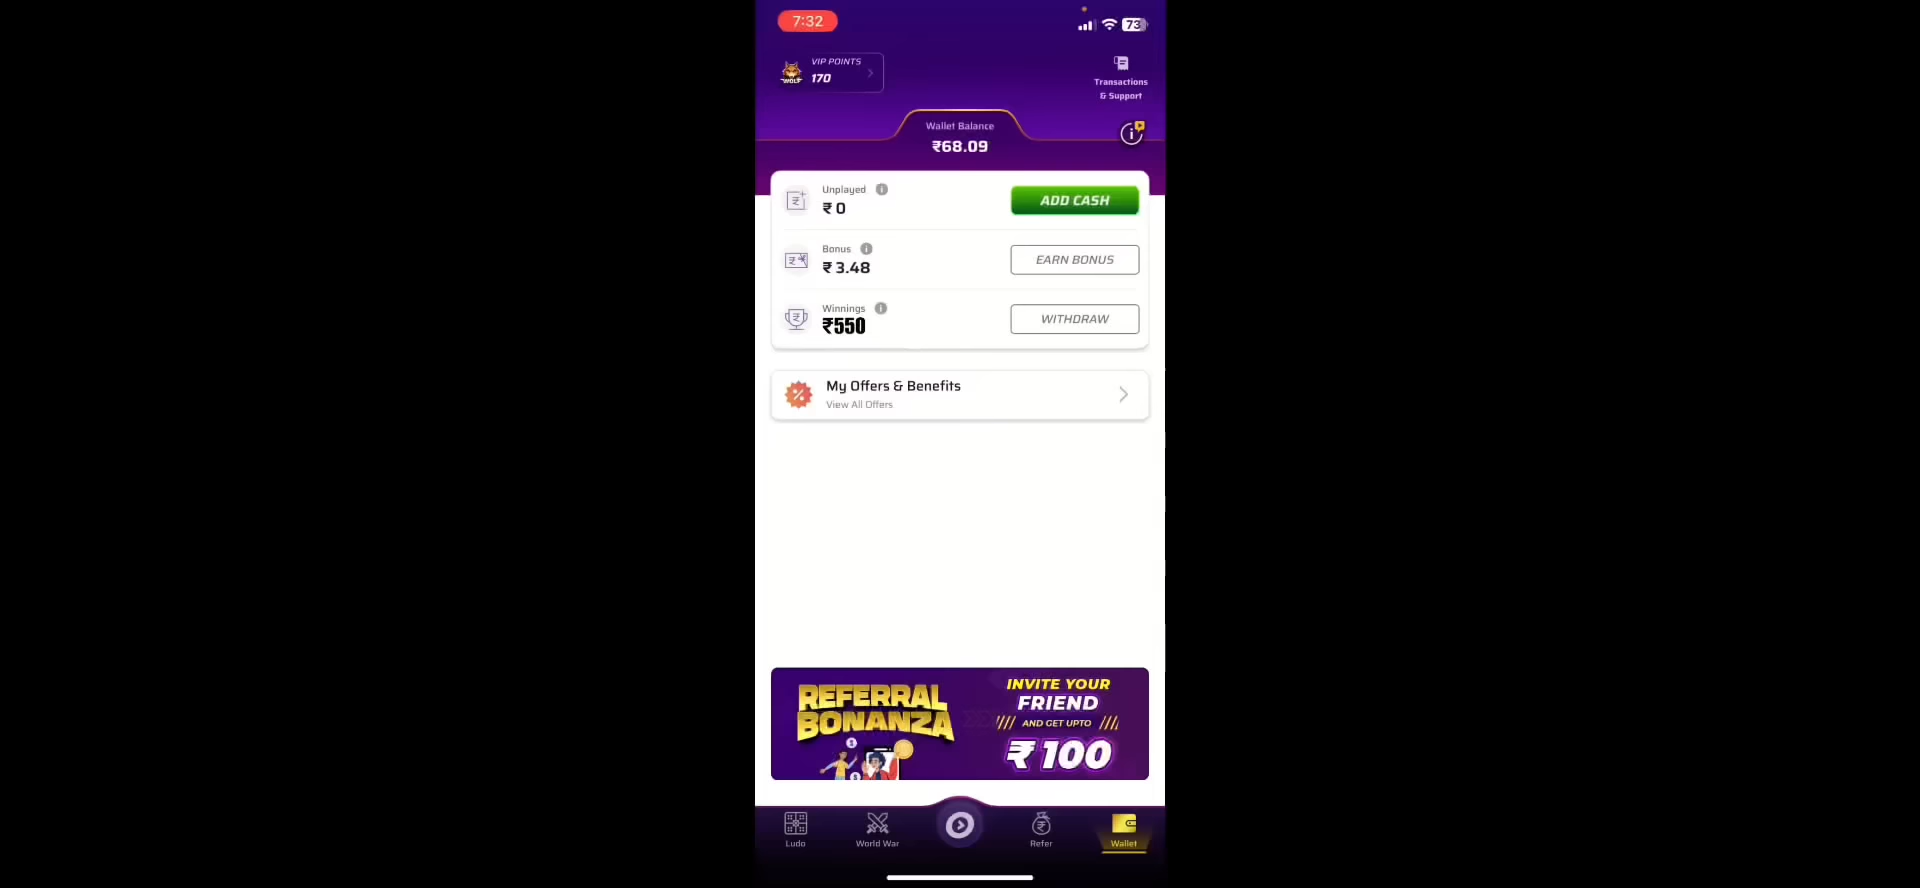 7:32
73
VIP POINTS
170
WOLF
Transactions
& Support
Wallet Balance
₹68.09
Unplayed
₹ 0
ADD CASH
Bonus
₹ 3.48
EARN BONUS
Winnings
₹550
WITHDRAW
My Offers & Benefits
View All Offers
REFERRAL
BONANZA
INVITE YOUR
FRIEND
AND GET UPTO
₹100
Ludo
World War
Refer
Wallet